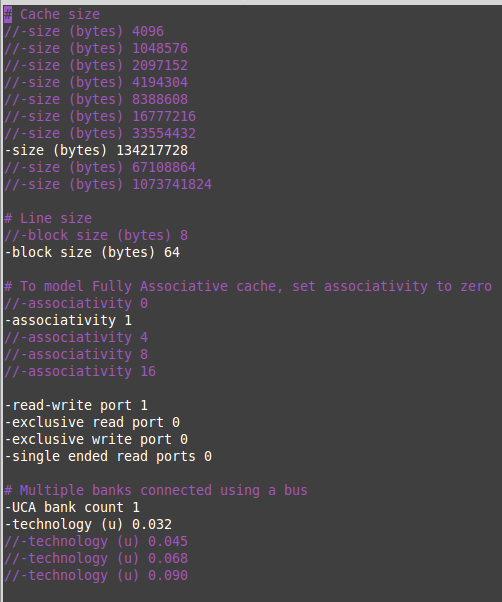 # Cache size
//-size (bytes) 4096
//-size (bytes) 1048576
//-size (bytes) 2097152
//-size (bytes) 4194304
//-size (bytes) 8388608
//-size (bytes) 16777216
//-size (bytes) 33554432
-size (bytes) 134217728
//-size (bytes) 67108864
//-size (bytes) 1073741824
# Line size
//-block size (bytes) 8
-block size (bytes) 64
# To model Fully Associative cache, set associativity to zero
//-associativity 0
-associativity 1
//-associativity 4
//-associativity 8
//-associativity 16
-read-write port 1
-exclusive read port 0
-exclusive write port 0
-single ended read ports 0
# Multiple banks connected using a bus
-UCA bank count 1
-technology (u) 0.032
//-technology (u) 0.045
//-technology (u) 0.068
//-technology (u) 0.090